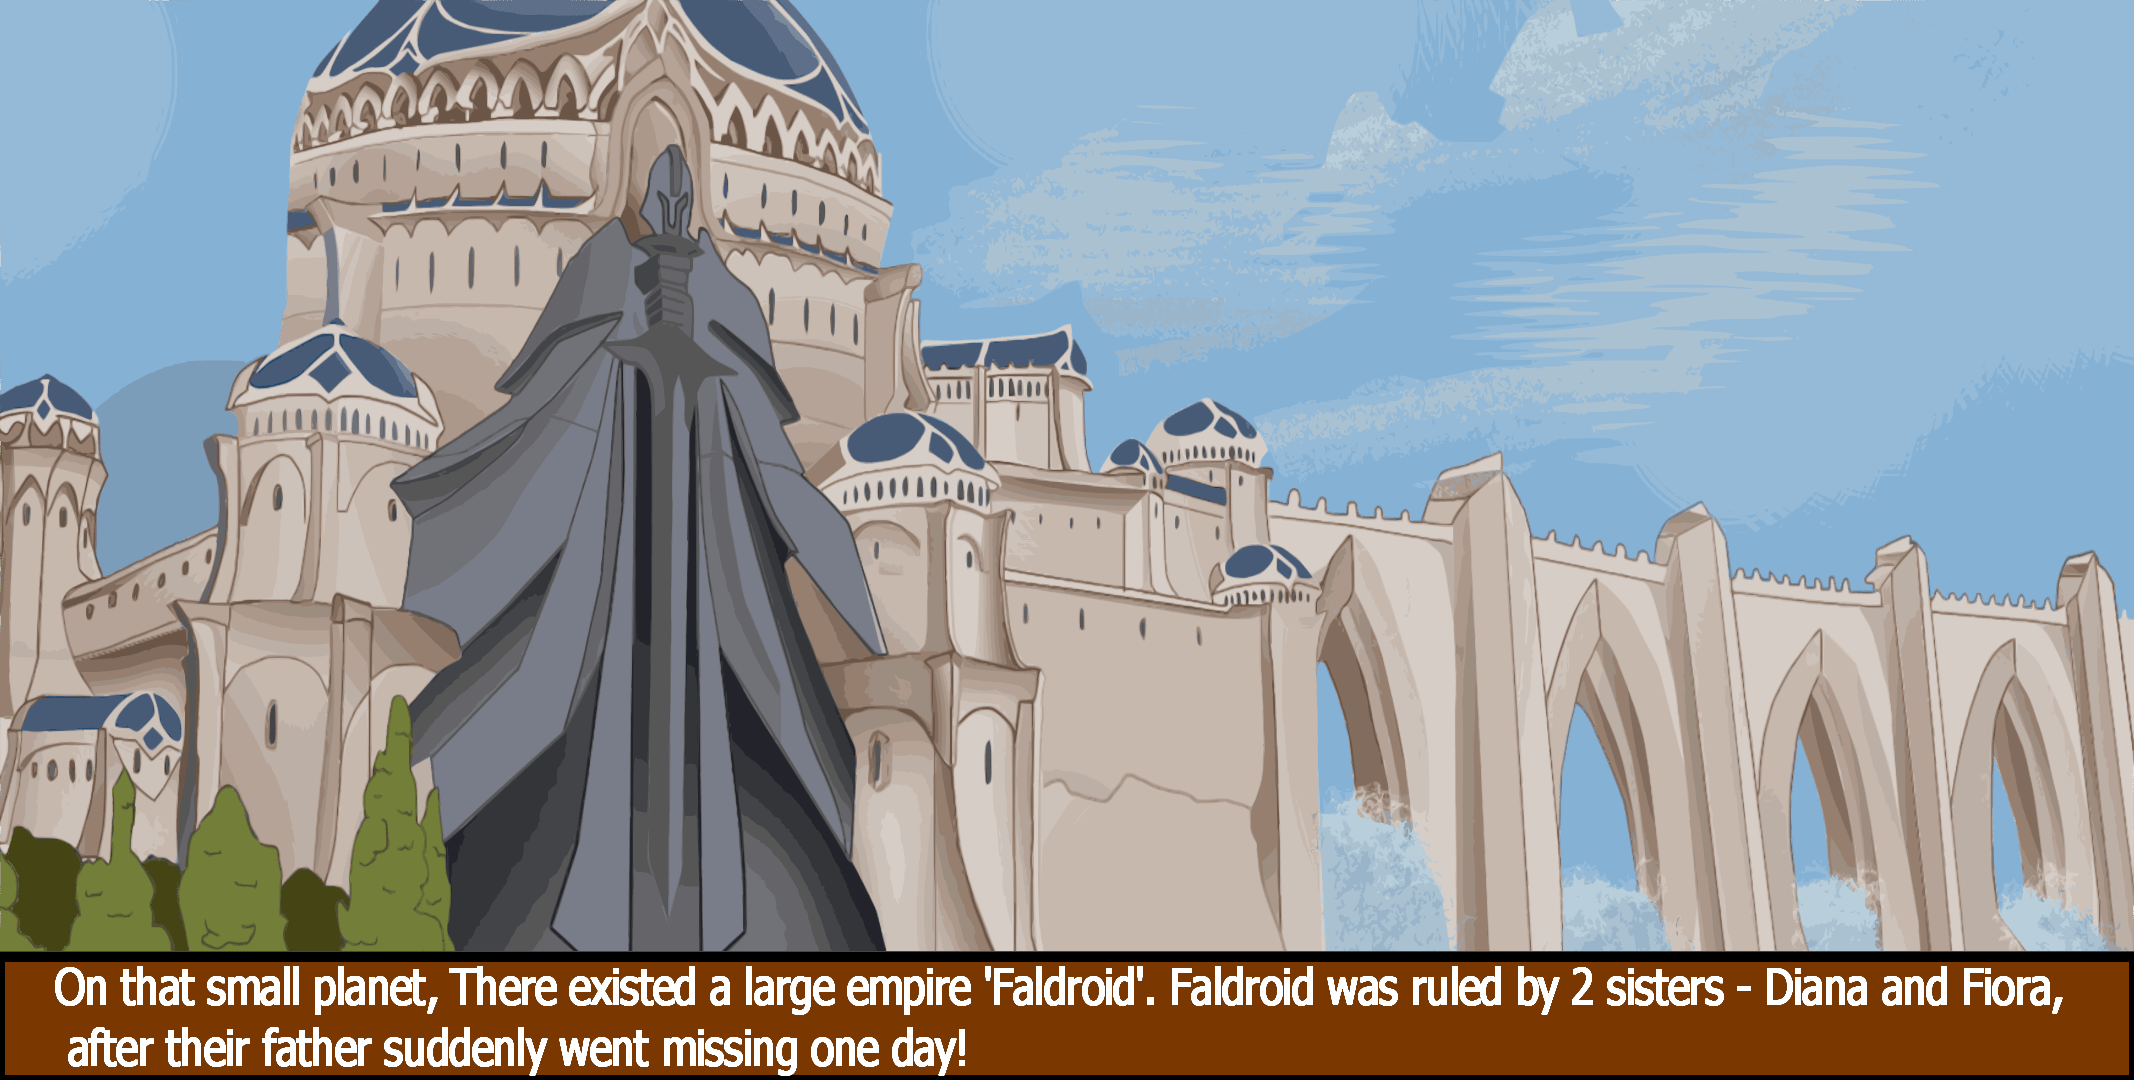 On that small planet, There existed a large empire 'Faldroid'. Faldroid was ruled by 2 sisters - Diana and Fiora,
after their father suddenly went missing one day!